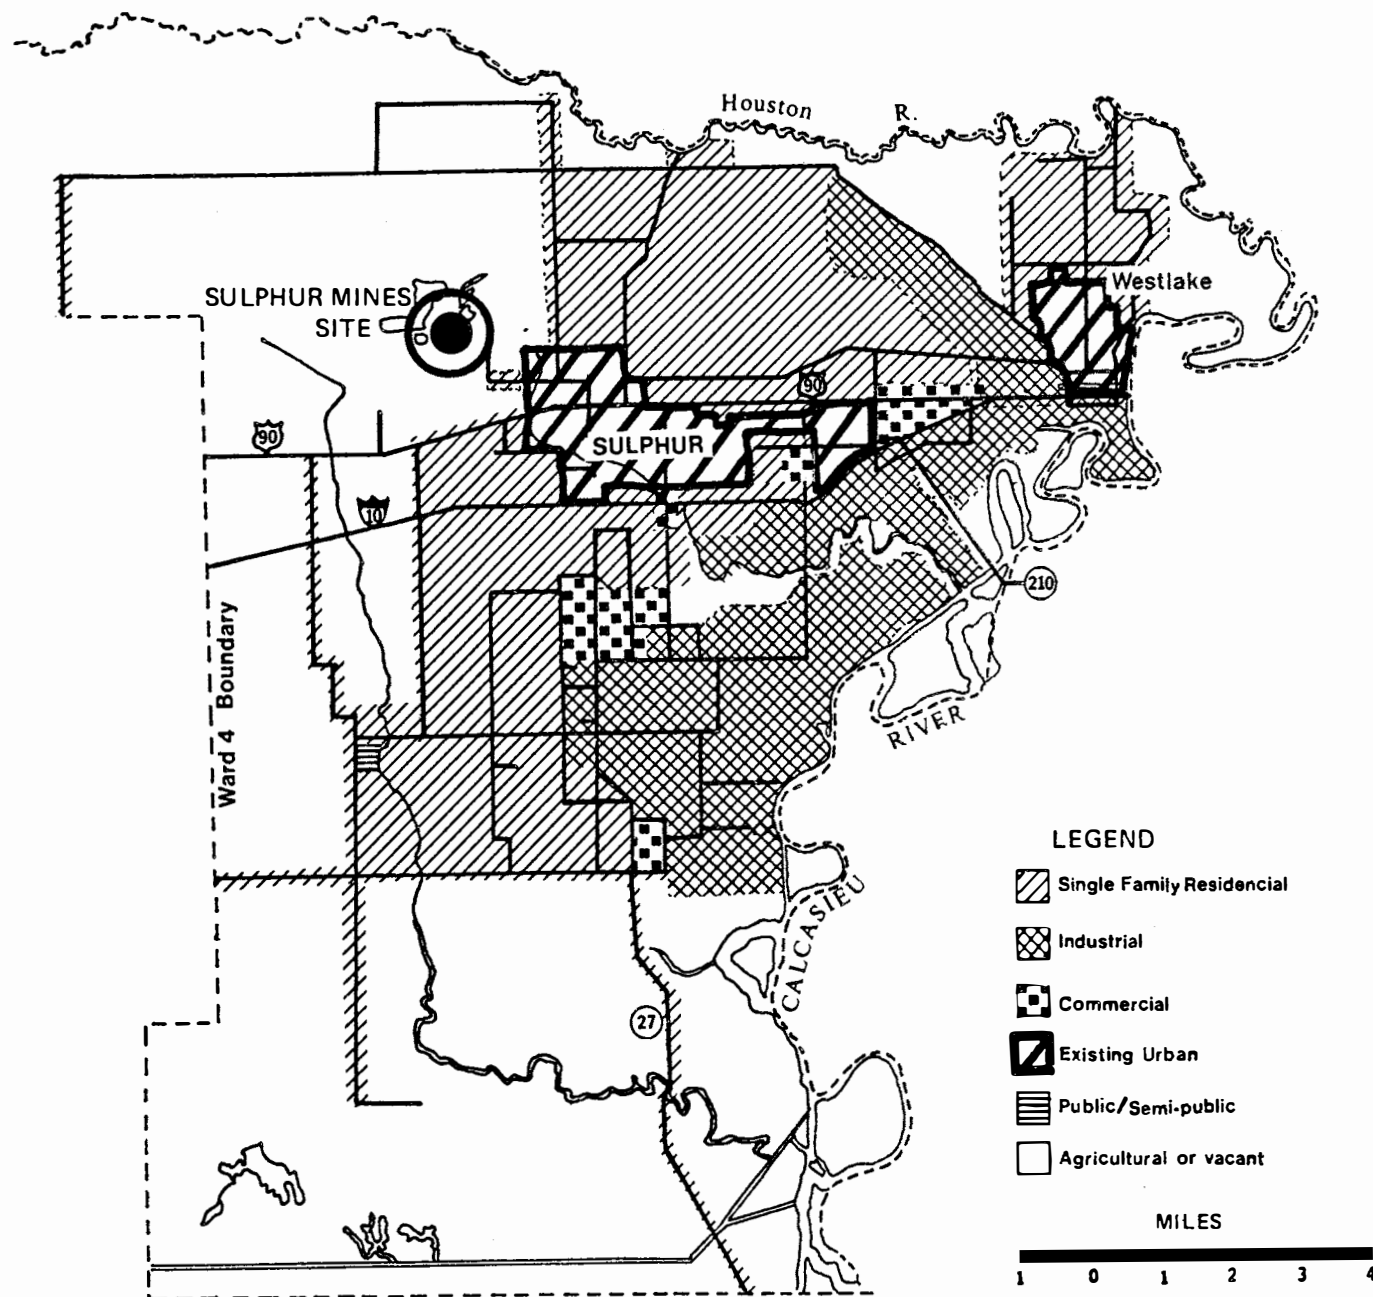 Houston R.
SULPHUR MINES
SITE
Westlake
90
90
SULPHUR
10
210
Ward 4 Boundary
RIVER
CALCASIEU
27
LEGEND
Single Family Residencial
Industrial
Commercial
Existing Urban
Public/Semi-public
Agricultural or vacant
MILES
1 0 1 2 3 4